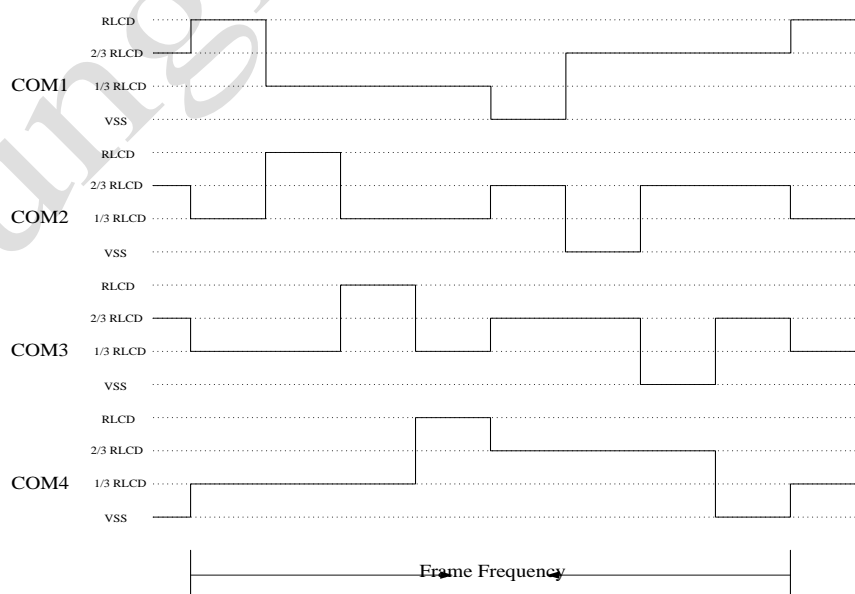 RLCD
2/3 RLCD
COM1
1/3 RLCD
VSS
RLCD
2/3 RLCD
COM2
1/3 RLCD
VSS
RLCD
2/3 RLCD
COM3
1/3 RLCD
VSS
RLCD
2/3 RLCD
COM4
1/3 RLCD
VSS
Frame Frequency